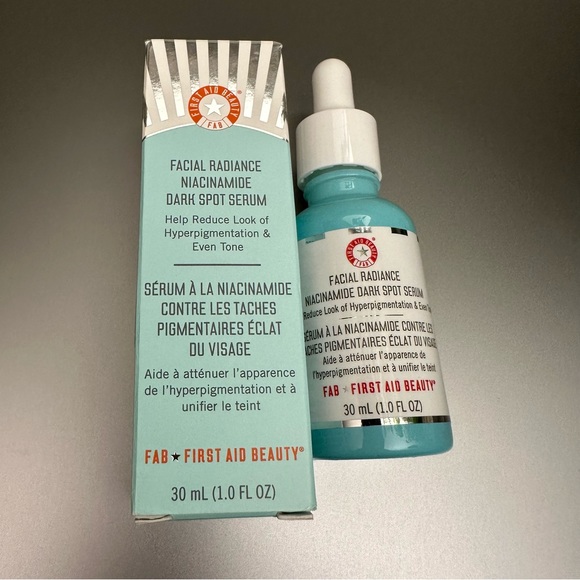 FIRST AID BEAUTY®
FAB
FACIAL RADIANCE
NIACINAMIDE
DARK SPOT SERUM
Help Reduce Look of
Hyperpigmentation &
Even Tone
SÉRUM À LA NIACINAMIDE
CONTRE LES TACHES
PIGMENTAIRES ÉCLAT
DU VISAGE
Aide à atténuer l'apparence
de l'hyperpigmentation et à
unifier le teint
FAB★FIRST AID BEAUTY®
30 mL (1.0 FL OZ)
FIRST AID BEAUTY
FACIAL RADIANCE
NIACINAMIDE DARK SPOT SERUM
Reduce Look of Hyperpigmentation & Even
SÉRUM À LA NIACINAMIDE CONTRE LES
TACHES PIGMENTAIRES ÉCLAT DU VISAGE
Aide à atténuer l'apparence de
l'hyperpigmentation et à unifier le teint
FAB★FIRST AID BEAUTY®
30 mL (1.0 FL OZ)